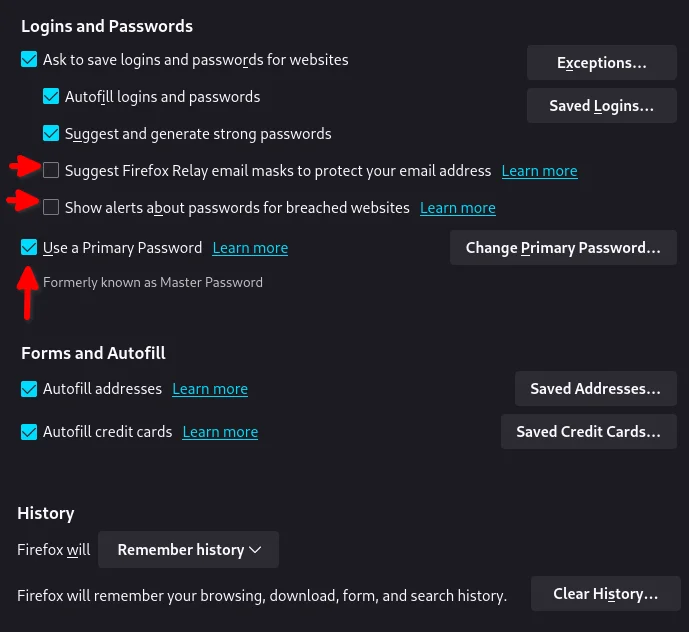 Logins and Passwords
Ask to save logins and passwords for websites
Exceptions...
Autofill logins and passwords
Saved Logins...
Suggest and generate strong passwords
Suggest Firefox Relay email masks to protect your email address Learn more
Show alerts about passwords for breached websites Learn more
Use a Primary Password Learn more
Change Primary Password...
Formerly known as Master Password
Forms and Autofill
Autofill addresses Learn more
Saved Addresses...
Autofill credit cards Learn more
Saved Credit Cards...
History
Firefox will Remember history
Firefox will remember your browsing, download, form, and search history.
Clear History...